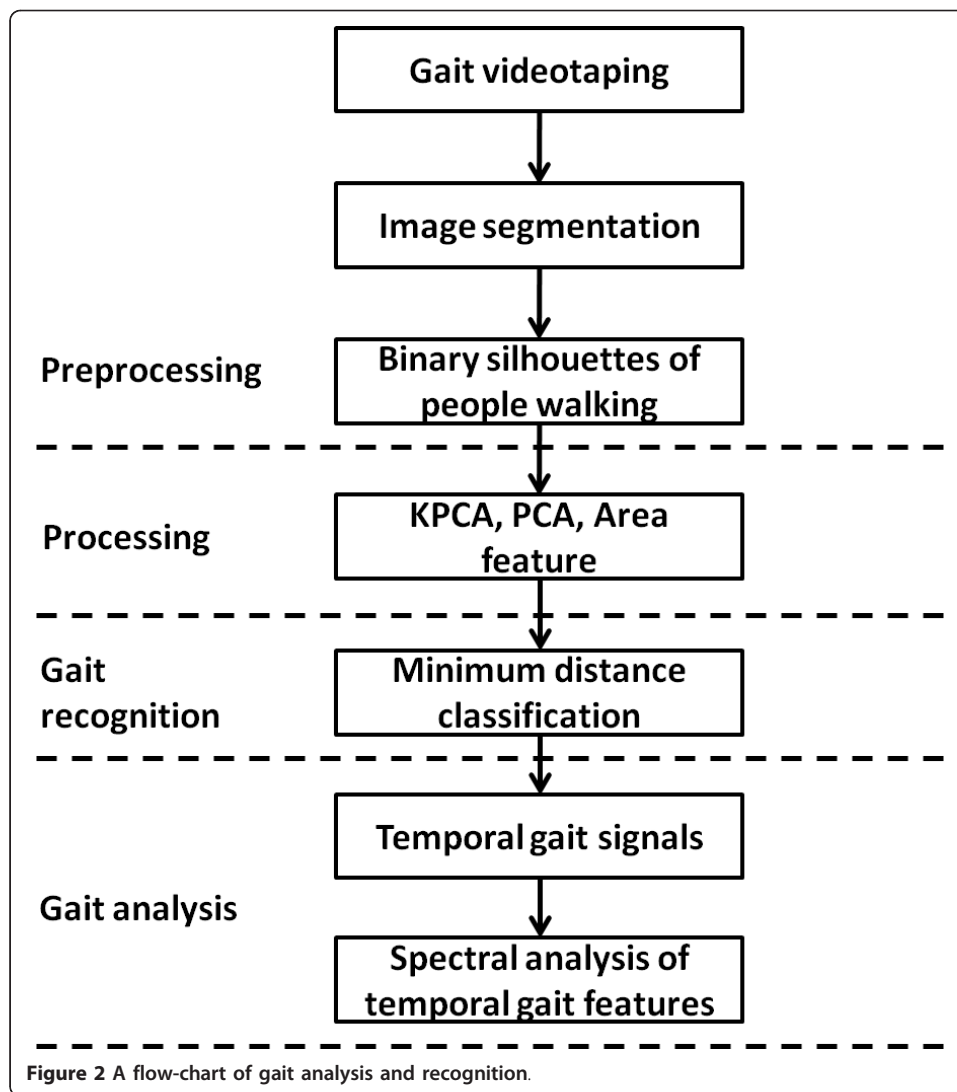 Gait videotaping
Image segmentation
Preprocessing
Binary silhouettes of
people walking
Processing
KPCA, PCA, Area
feature
Gait
recognition
Minimum distance
classification
Temporal gait signals
Gait analysis
Spectral analysis of
temporal gait features
Figure 2 A flow-chart of gait analysis and recognition.